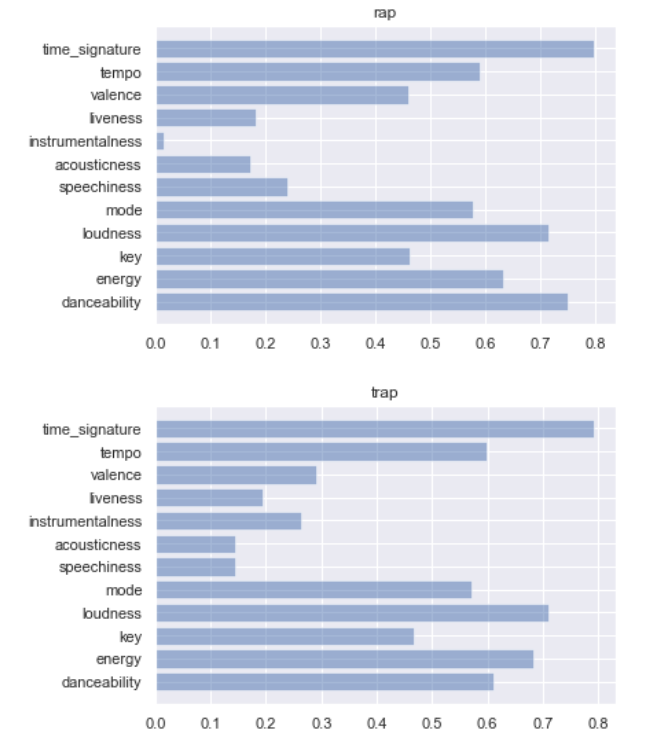 rap
time_signature
tempo
valence
liveness
instrumentalness
acousticness
speechiness
mode
loudness
key
energy
danceability
0.0 0.1 0.2 0.3 0.4 0.5 0.6 0.7 0.8
trap
time_signature
tempo
valence
liveness
instrumentalness
acousticness
speechiness
mode
loudness
key
energy
danceability
0.0 0.1 0.2 0.3 0.4 0.5 0.6 0.7 0.8